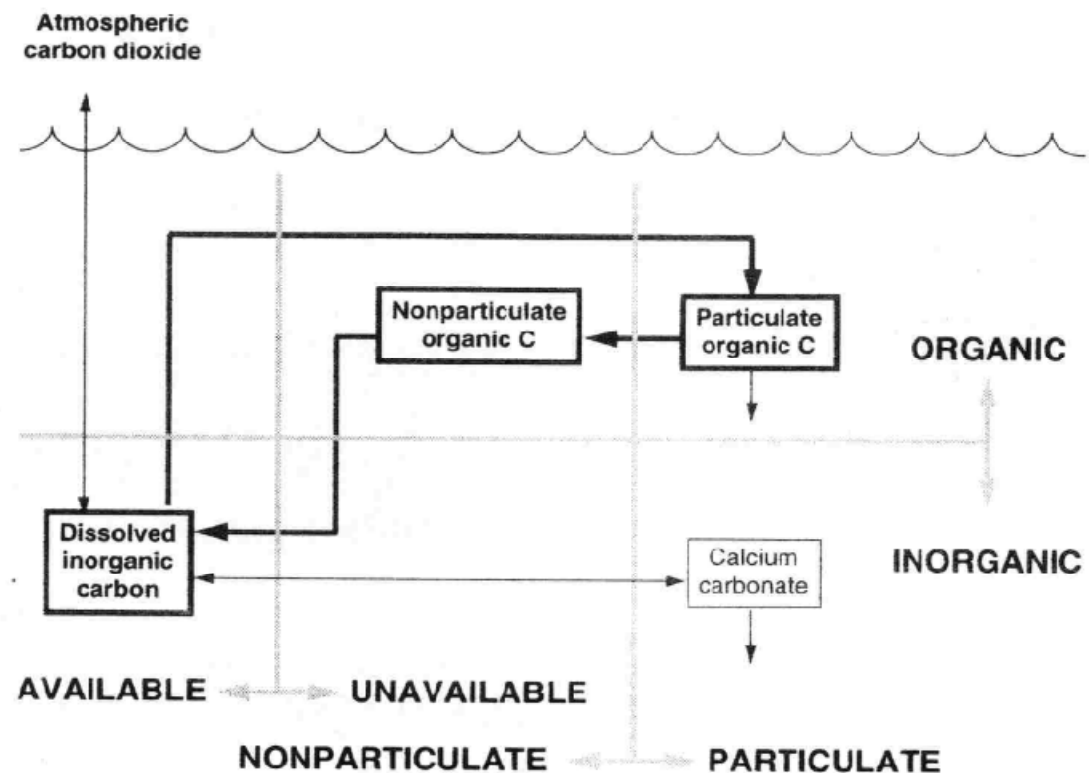 Atmospheric
carbon dioxide
Nonparticulate
organic C
Particulate
organic C
ORGANIC
Dissolved
inorganic
carbon
Calcium
carbonate
INORGANIC
AVAILABLE
UNAVAILABLE
NONPARTICULATE
PARTICULATE